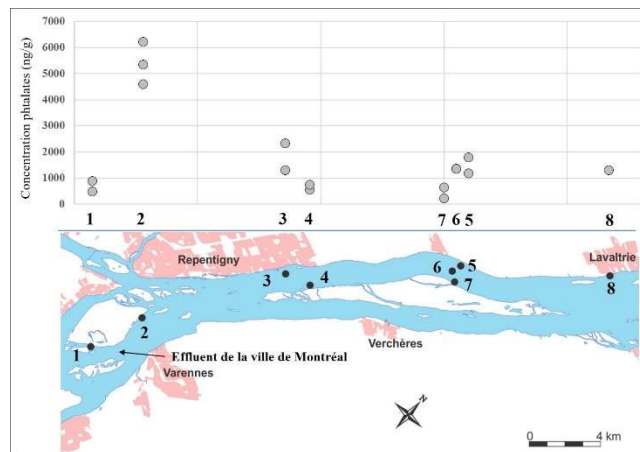 Concentration phtalates (ng/g)
7000
6000
5000
4000
3000
2000
1000
0
1 2 3 4 7 6 5 8
Repentigny
Lavaltrie
3 4 6 5 7 8
2
1
Effluent de la ville de Montréal
Verchères
Varennes
N
0 4 km